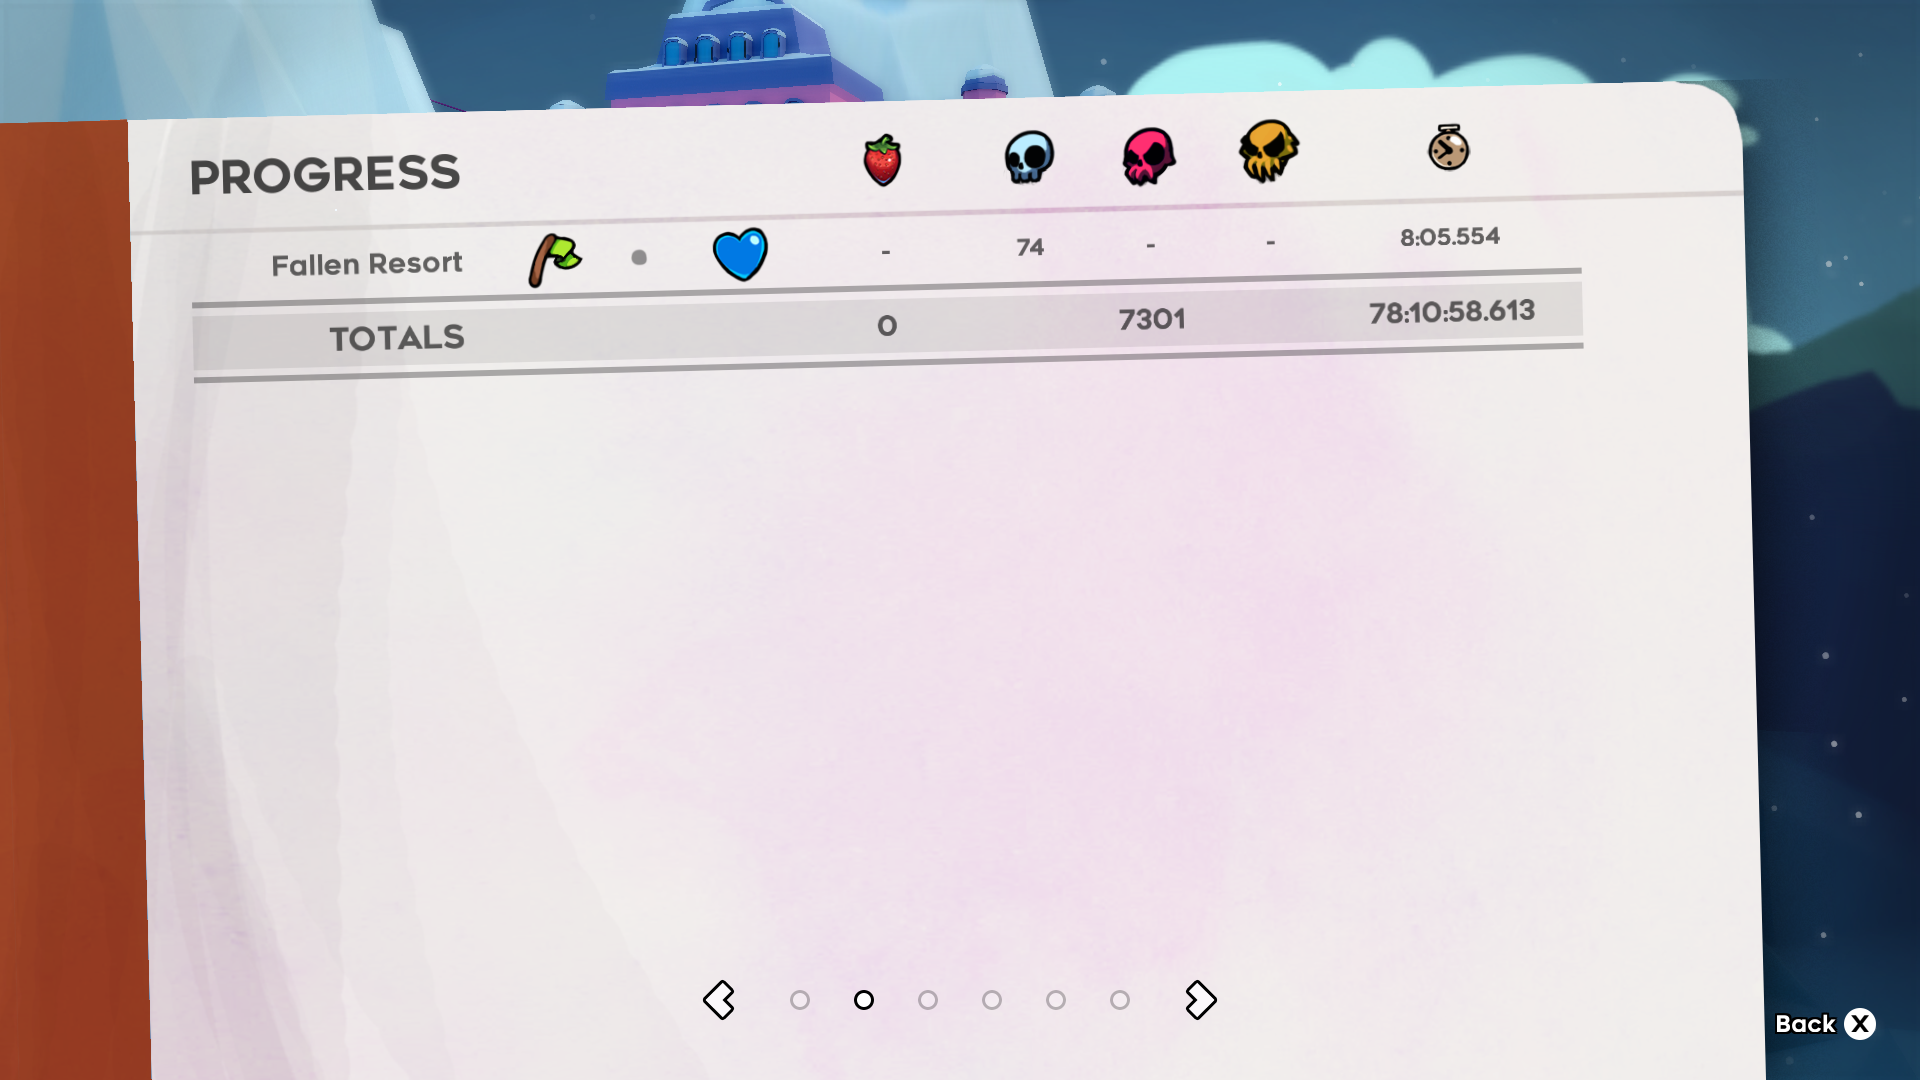 PROGRESS
Fallen Resort - 74 - - 8:05.554
TOTALS 0 7301 78:10:58.613
Back X